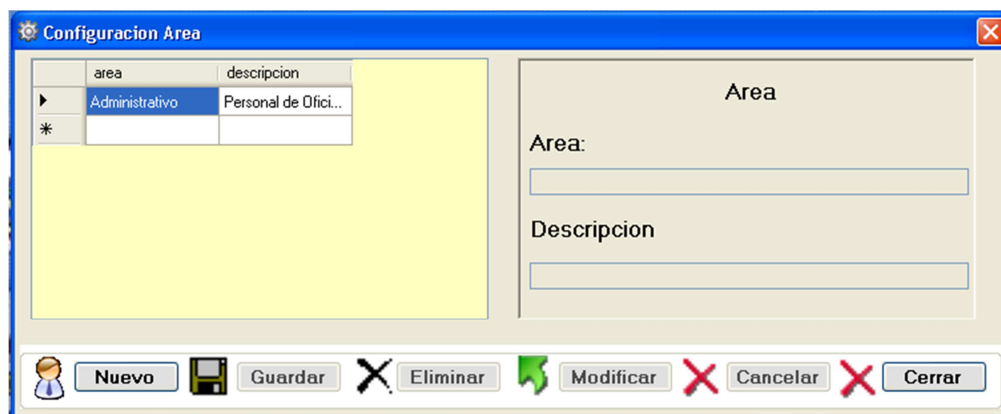 Configuracion Area
area descripcion
Administrativo Personal de Ofici...
Area
Area:
Descripcion
Nuevo Guardar Eliminar Modificar Cancelar Cerrar